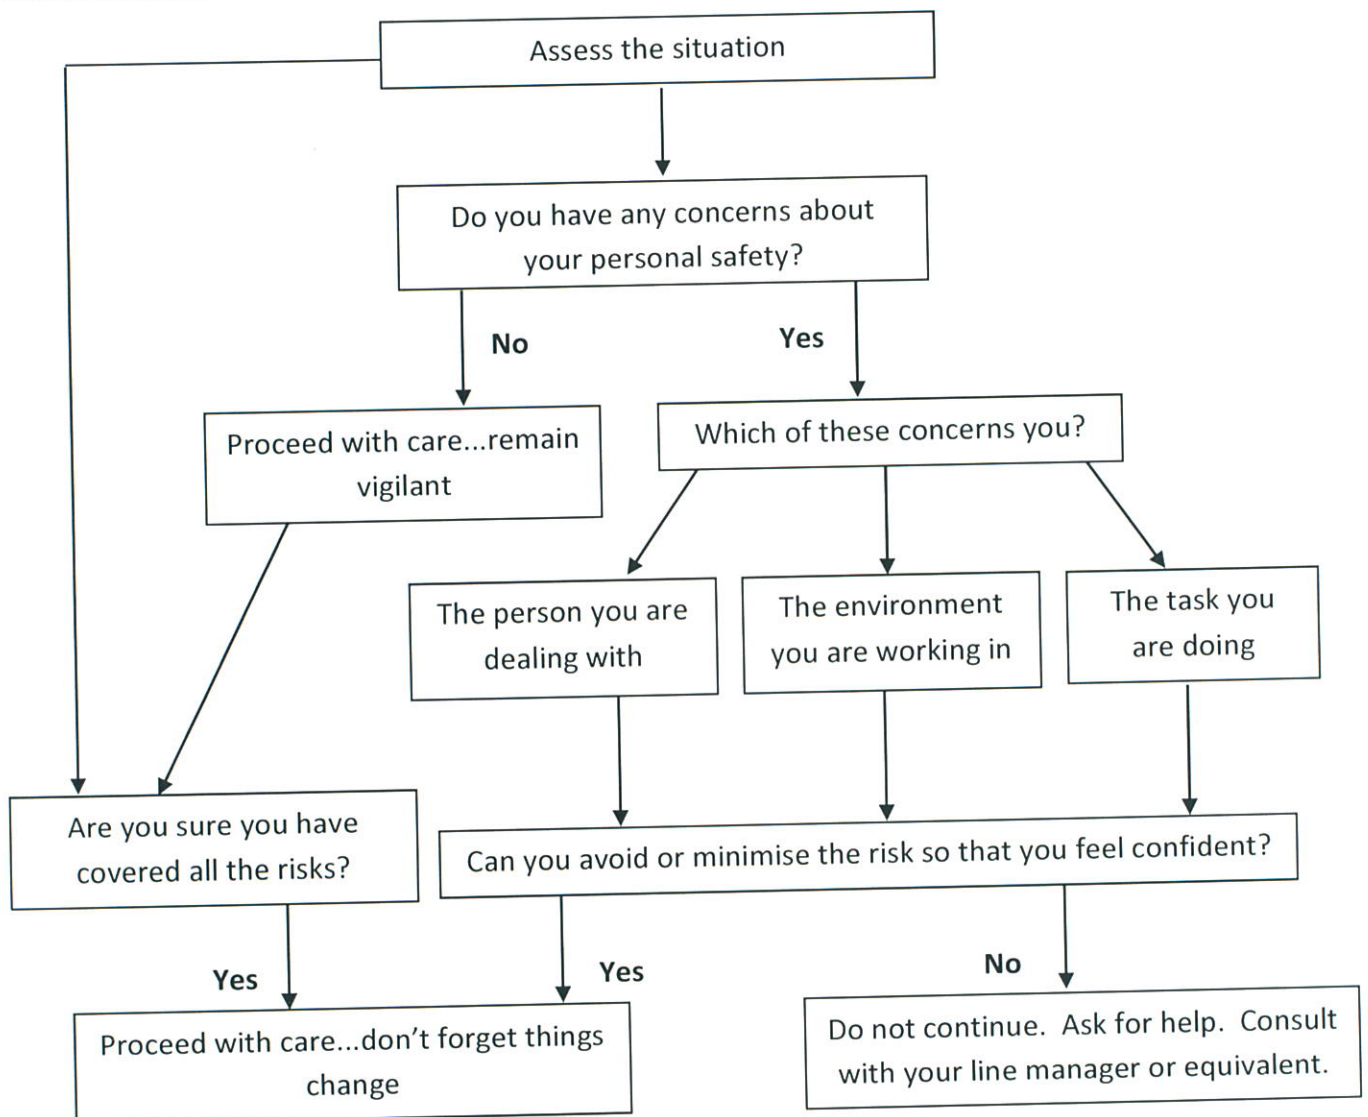 Assess the situation
Do you have any concerns about
your personal safety?
No
Yes
Proceed with care...remain
vigilant
Which of these concerns you?
The person you are
dealing with
The environment
you are working in
The task you
are doing
Are you sure you have
covered all the risks?
Can you avoid or minimise the risk so that you feel confident?
Yes
Yes
No
Proceed with care...don't forget things
change
Do not continue.  Ask for help.  Consult
with your line manager or equivalent.